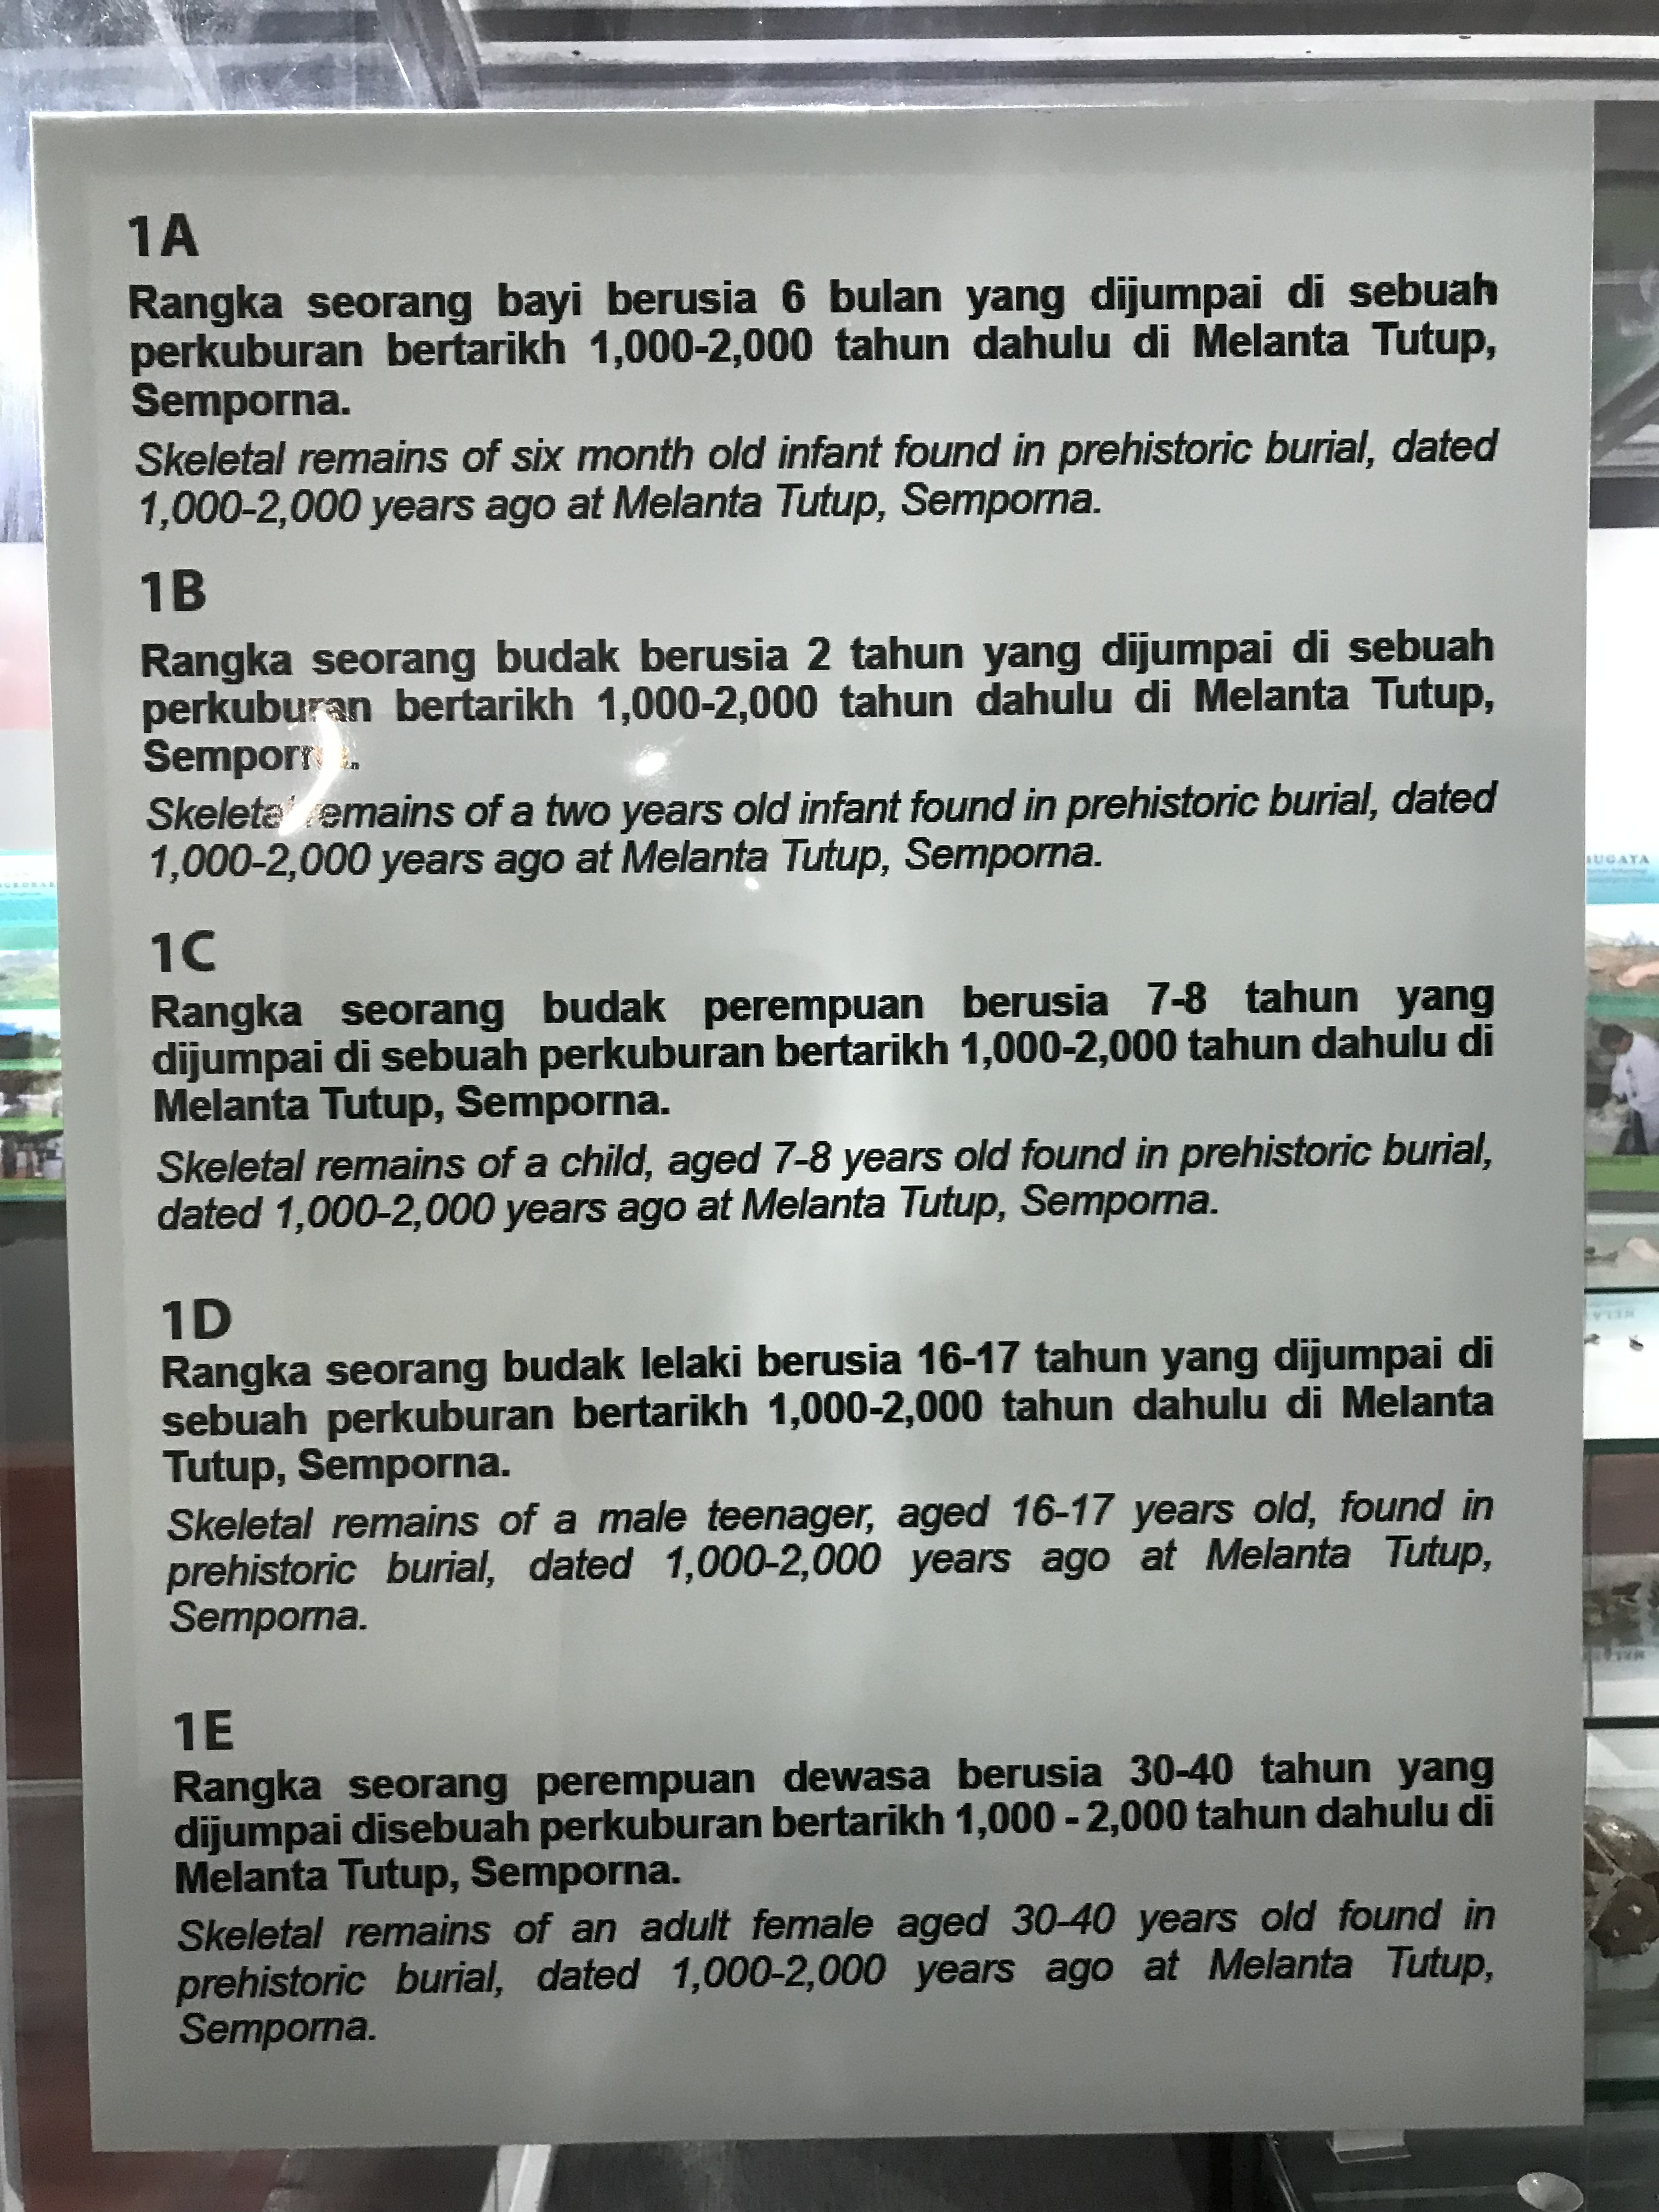 1A
Rangka seorang bayi berusia 6 bulan yang dijumpai di sebuah
perkuburan bertarikh 1,000-2,000 tahun dahulu di Melanta Tutup,
Semporna.
Skeletal remains of six month old infant found in prehistoric burial, dated
1,000-2,000 years ago at Melanta Tutup, Semporna.
1B
Rangka seorang budak berusia 2 tahun yang dijumpai di sebuah
perkuburan bertarikh 1,000-2,000 tahun dahulu di Melanta Tutup,
Semporna.
Skeletal remains of a two years old infant found in prehistoric burial, dated
1,000-2,000 years ago at Melanta Tutup, Semporna.
1C
Rangka seorang budak perempuan berusia 7-8 tahun yang
dijumpai di sebuah perkuburan bertarikh 1,000-2,000 tahun dahulu di
Melanta Tutup, Semporna.
Skeletal remains of a child, aged 7-8 years old found in prehistoric burial,
dated 1,000-2,000 years ago at Melanta Tutup, Semporna.
1D
Rangka seorang budak lelaki berusia 16-17 tahun yang dijumpai di
sebuah perkuburan bertarikh 1,000-2,000 tahun dahulu di Melanta
Tutup, Semporna.
Skeletal remains of a male teenager, aged 16-17 years old, found in
prehistoric burial, dated 1,000-2,000 years ago at Melanta Tutup,
Semporna.
1E
Rangka seorang perempuan dewasa berusia 30-40 tahun yang
dijumpai disebuah perkuburan bertarikh 1,000 - 2,000 tahun dahulu di
Melanta Tutup, Semporna.
Skeletal remains of an adult female aged 30-40 years old found in
prehistoric burial, dated 1,000-2,000 years ago at Melanta Tutup,
Semporna.